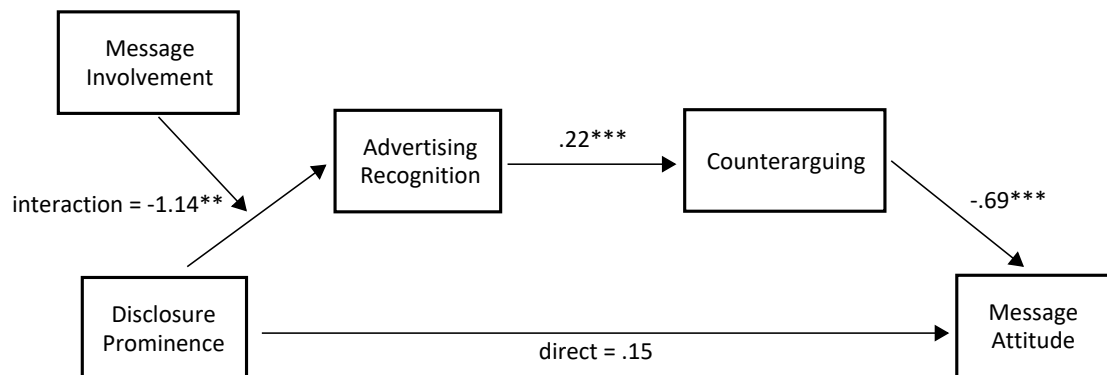 Message
Involvement
Advertising
Recognition
.22***
Counterarguing
interaction = -1.14**
-.69***
Disclosure
Prominence
direct = .15
Message
Attitude